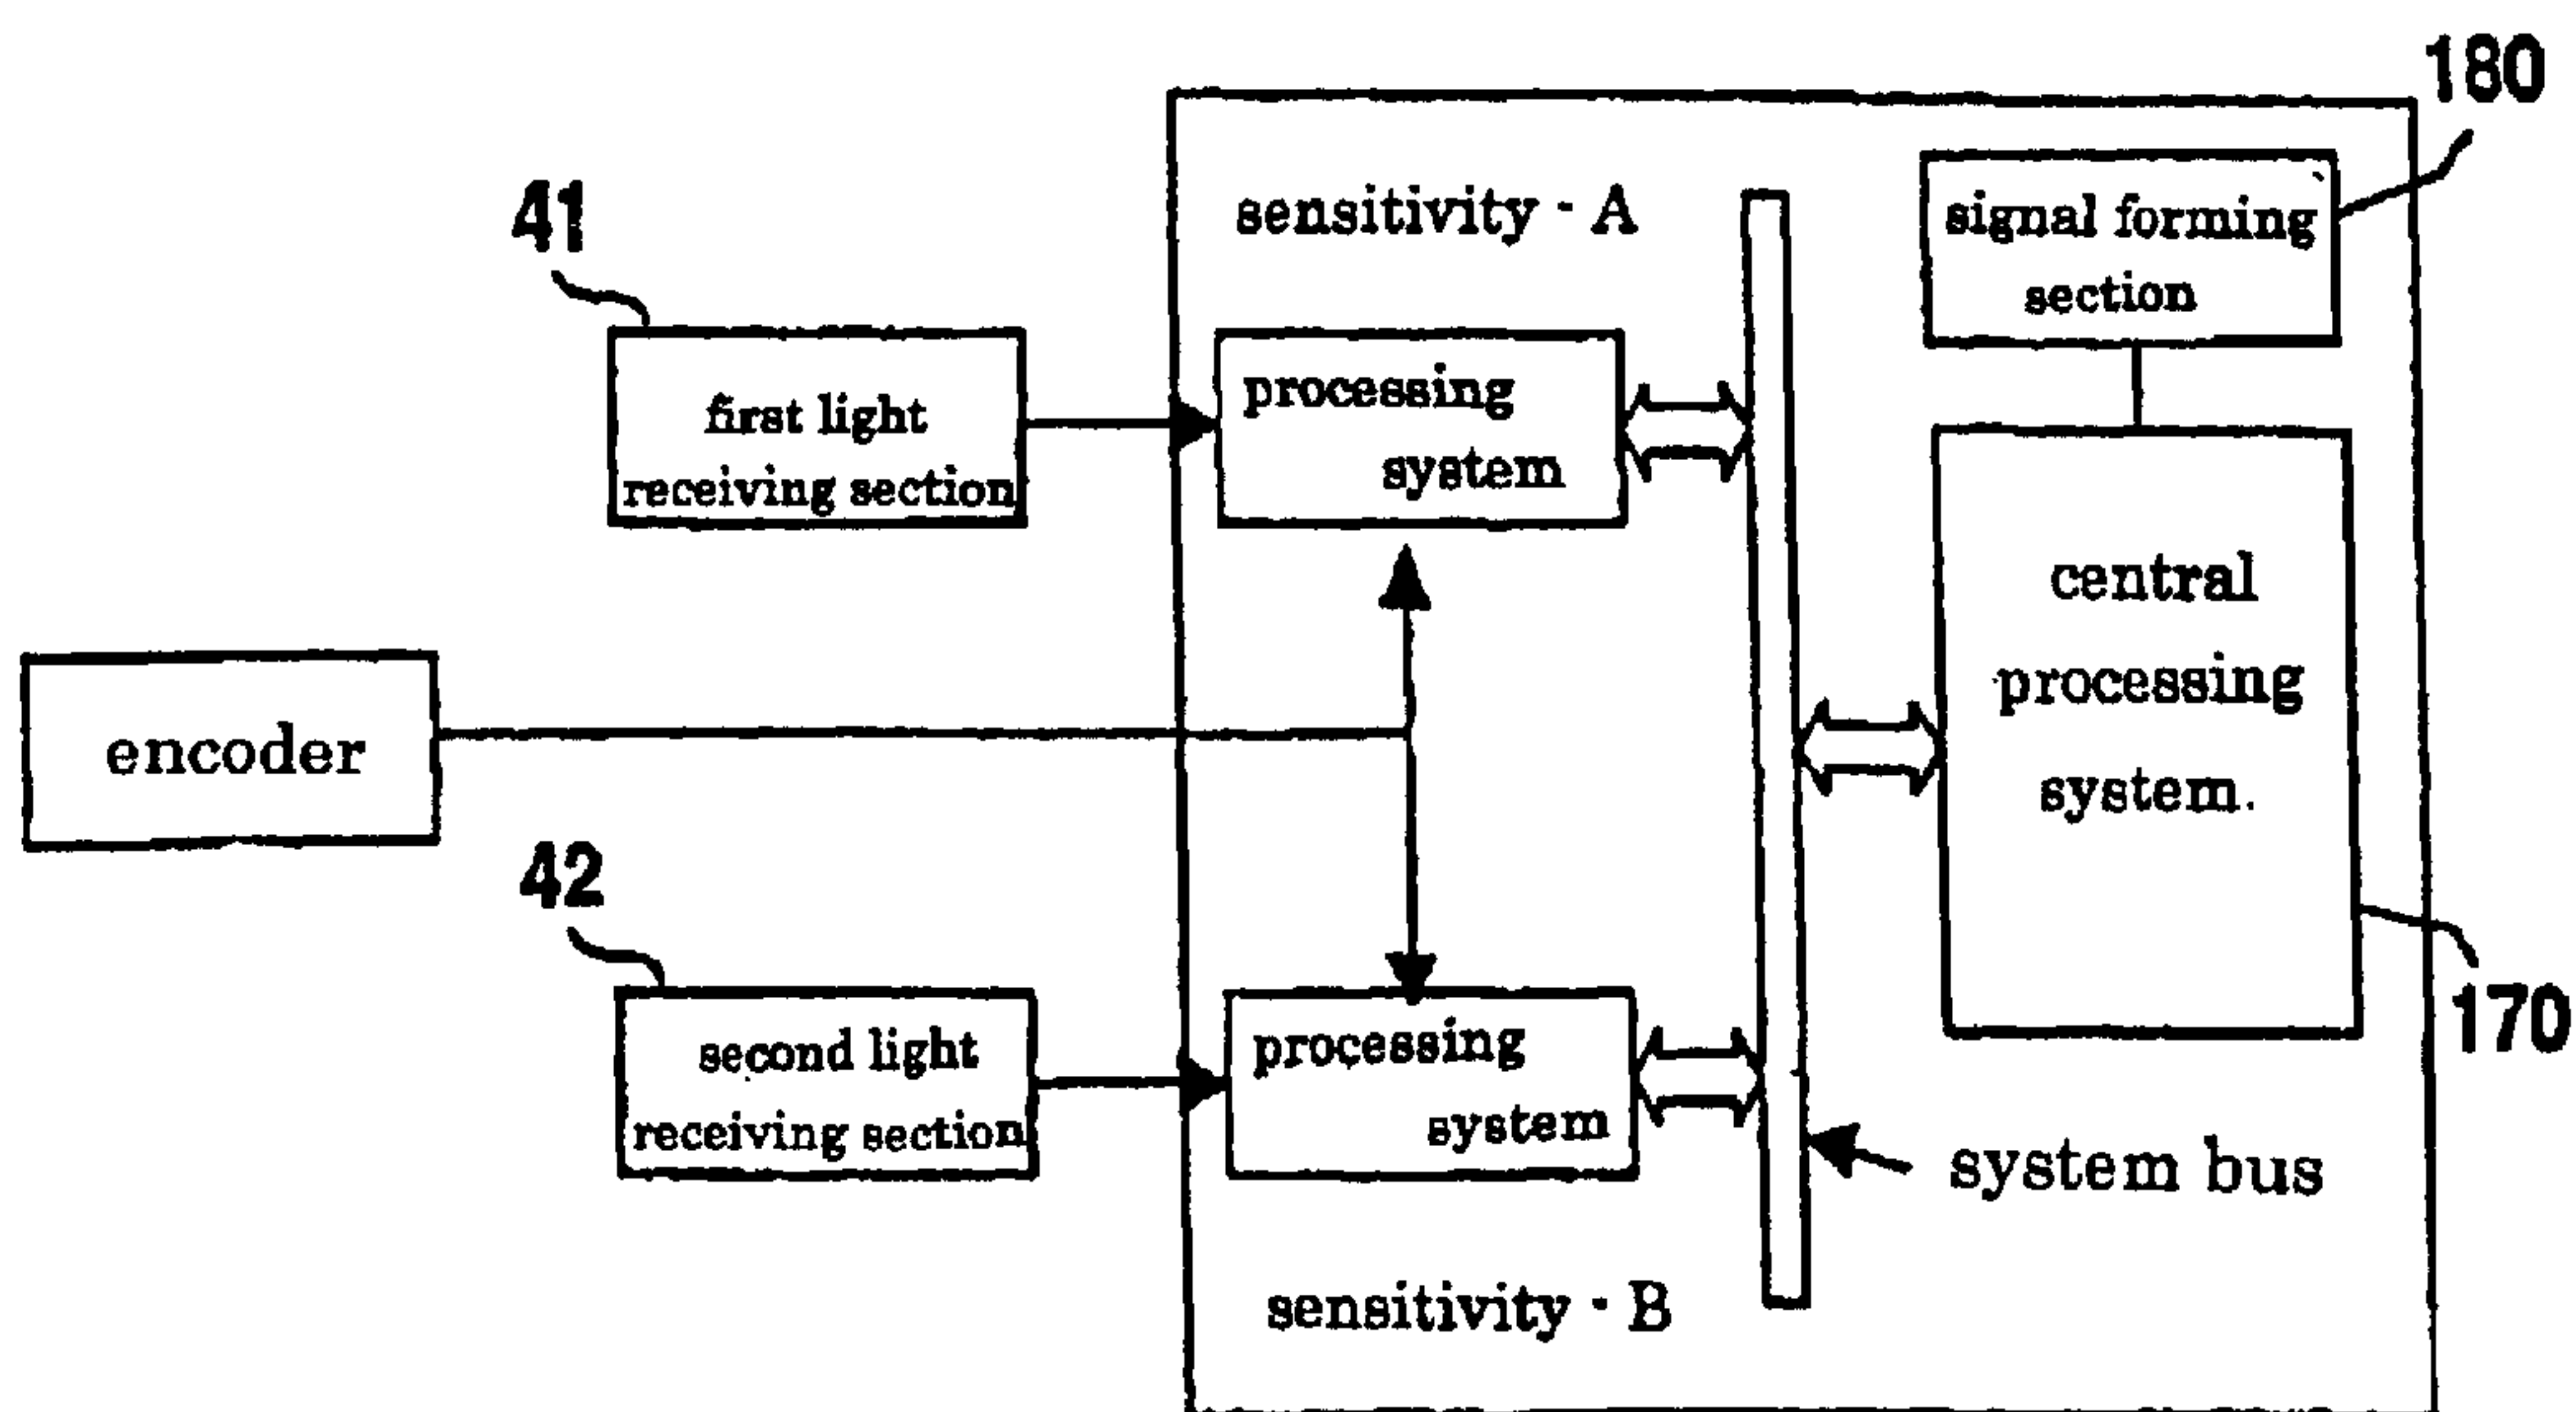 180
sensitivity - A
signal forming
section
41
first light
receiving section
processing
system
central
processing
system.
encoder
42
second light
receiving section
processing
system
170
system bus
sensitivity - B